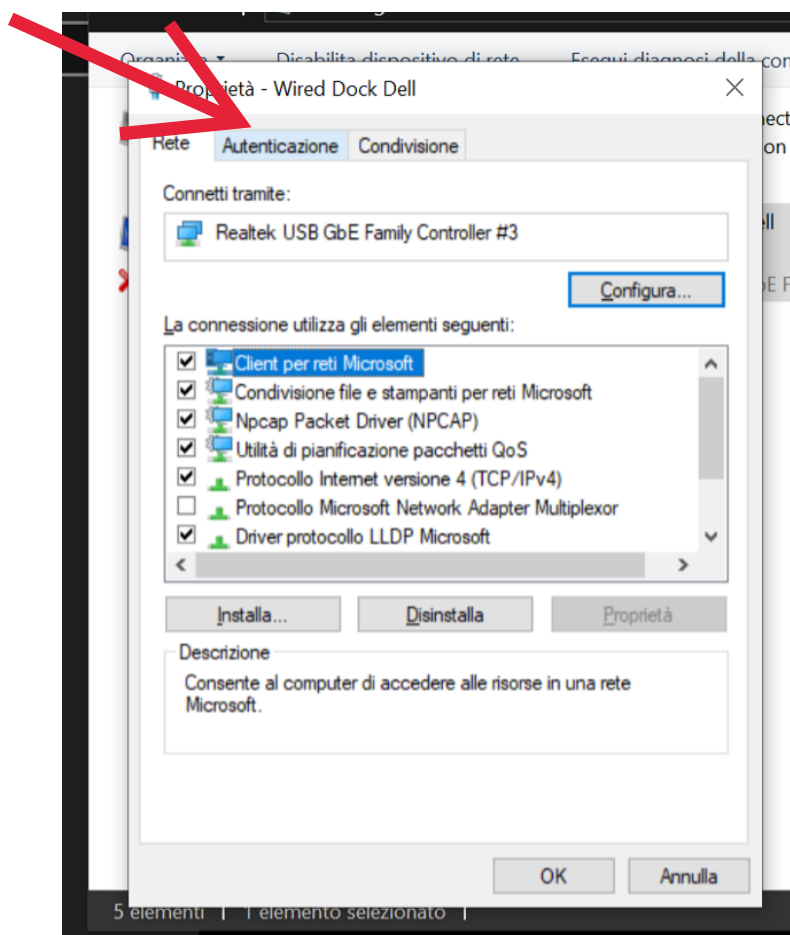 Disabilita dispositivo di rete
Proprietà - Wired Dock Dell
Rete Autenticazione Condivisione
Connetti tramite:
Realtek USB GbE Family Controller #3
Configura...
La connessione utilizza gli elementi seguenti:
Client per reti Microsoft
Condivisione file e stampanti per reti Microsoft
Npcap Packet Driver (NPCAP)
Utilità di pianificazione pacchetti QoS
Protocollo Internet versione 4 (TCP/IPv4)
Protocollo Microsoft Network Adapter Multiplexor
Driver protocollo LLDP Microsoft
Installa... Disinstalla Proprietà
Descrizione
Consente al computer di accedere alle risorse in una rete
Microsoft.
OK Annulla
5 elementi 1 elemento selezionato